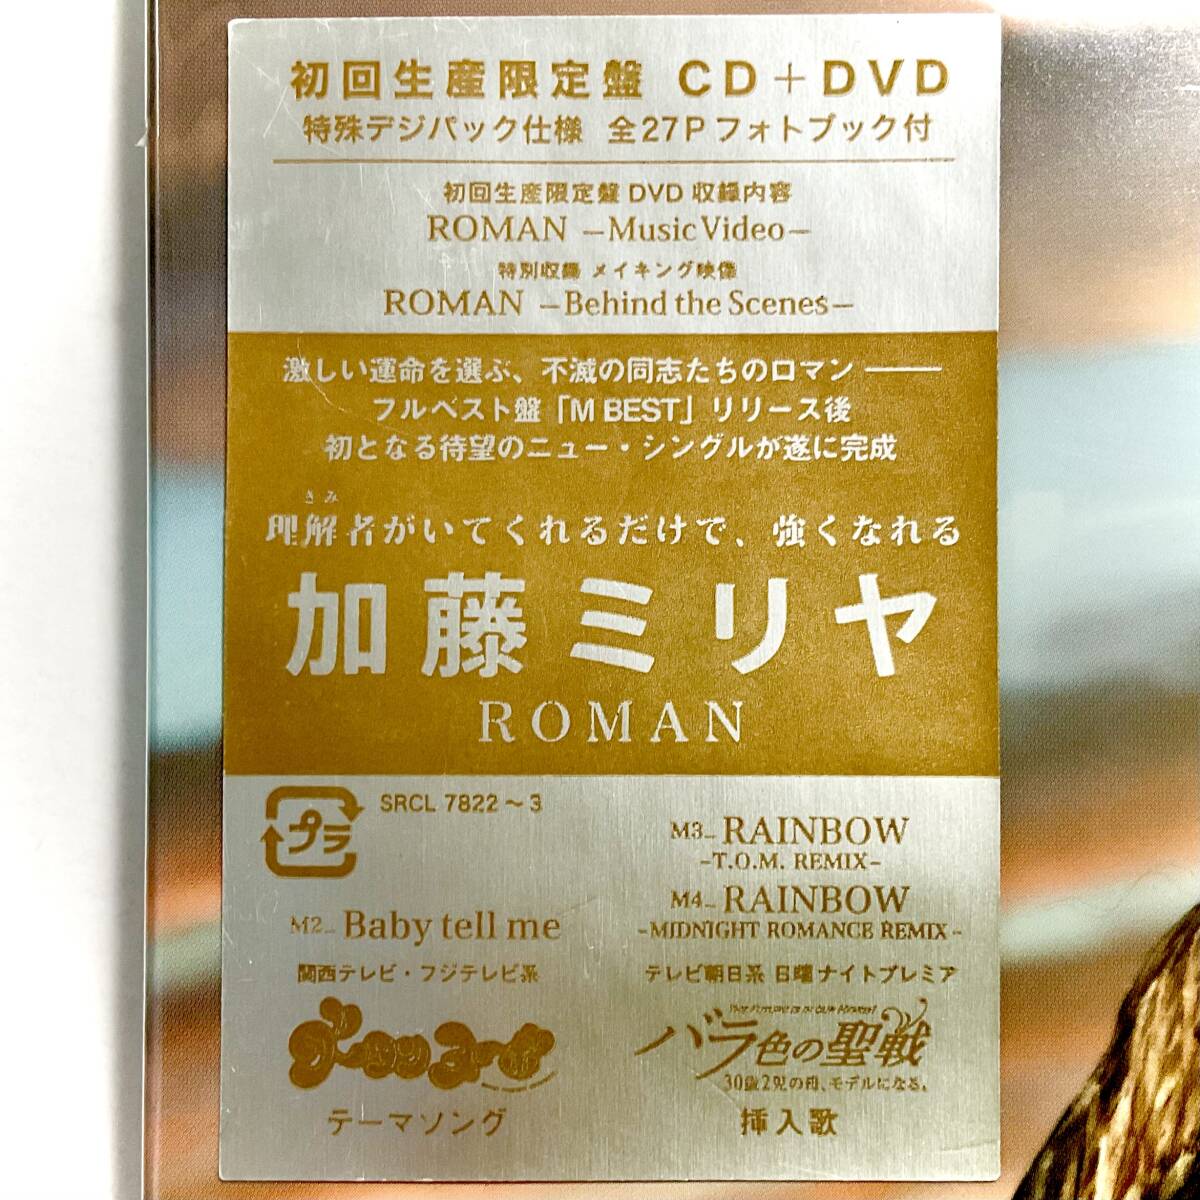 初回生産限定盤 CD+DVD
特殊デジパック仕様 全27Pフォトブック付
初回生産限定盤 DVD 収録内容
ROMAN –Music Video–
特別収録 メイキング映像
ROMAN –Behind the Scenes–
激しい運命を選ぶ、不滅の同志たちのロマン――
フルベスト盤「M BEST」リリース後
初となる待望のニュー・シングルが遂に完成
きみ
理解者がいてくれるだけで、強くなれる
加藤ミリヤ
ROMAN
プラ
SRCL 7822~3
M2_ Baby tell me
関西テレビ・フジテレビ系
テーマソング
M3_ RAINBOW
-T.O.M. REMIX-
M4_ RAINBOW
-MIDNIGHT ROMANCE REMIX-
テレビ朝日系 日曜ナイトプレミア
バラ色の聖戦
30歳2児の母、モデルになる。
挿入歌